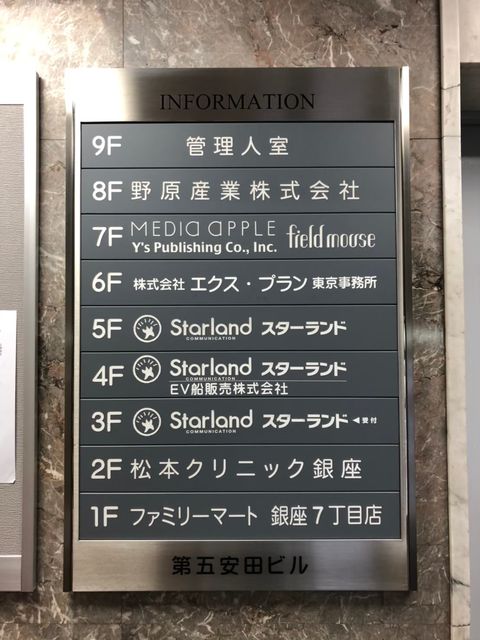 INFORMATION
9F 管理人室
8F 野原産業株式会社
7F MEDIA APPLE field mouse
Y's Publishing Co., Inc.
6F 株式会社 エクス・プラン 東京事務所
5F Starland スターランド
COMMUNICATION
4F Starland スターランド
COMMUNICATION
EV船販売株式会社
3F Starland スターランド ◀受付
COMMUNICATION
2F 松本クリニック銀座
1F ファミリーマート 銀座7丁目店
第五安田ビル